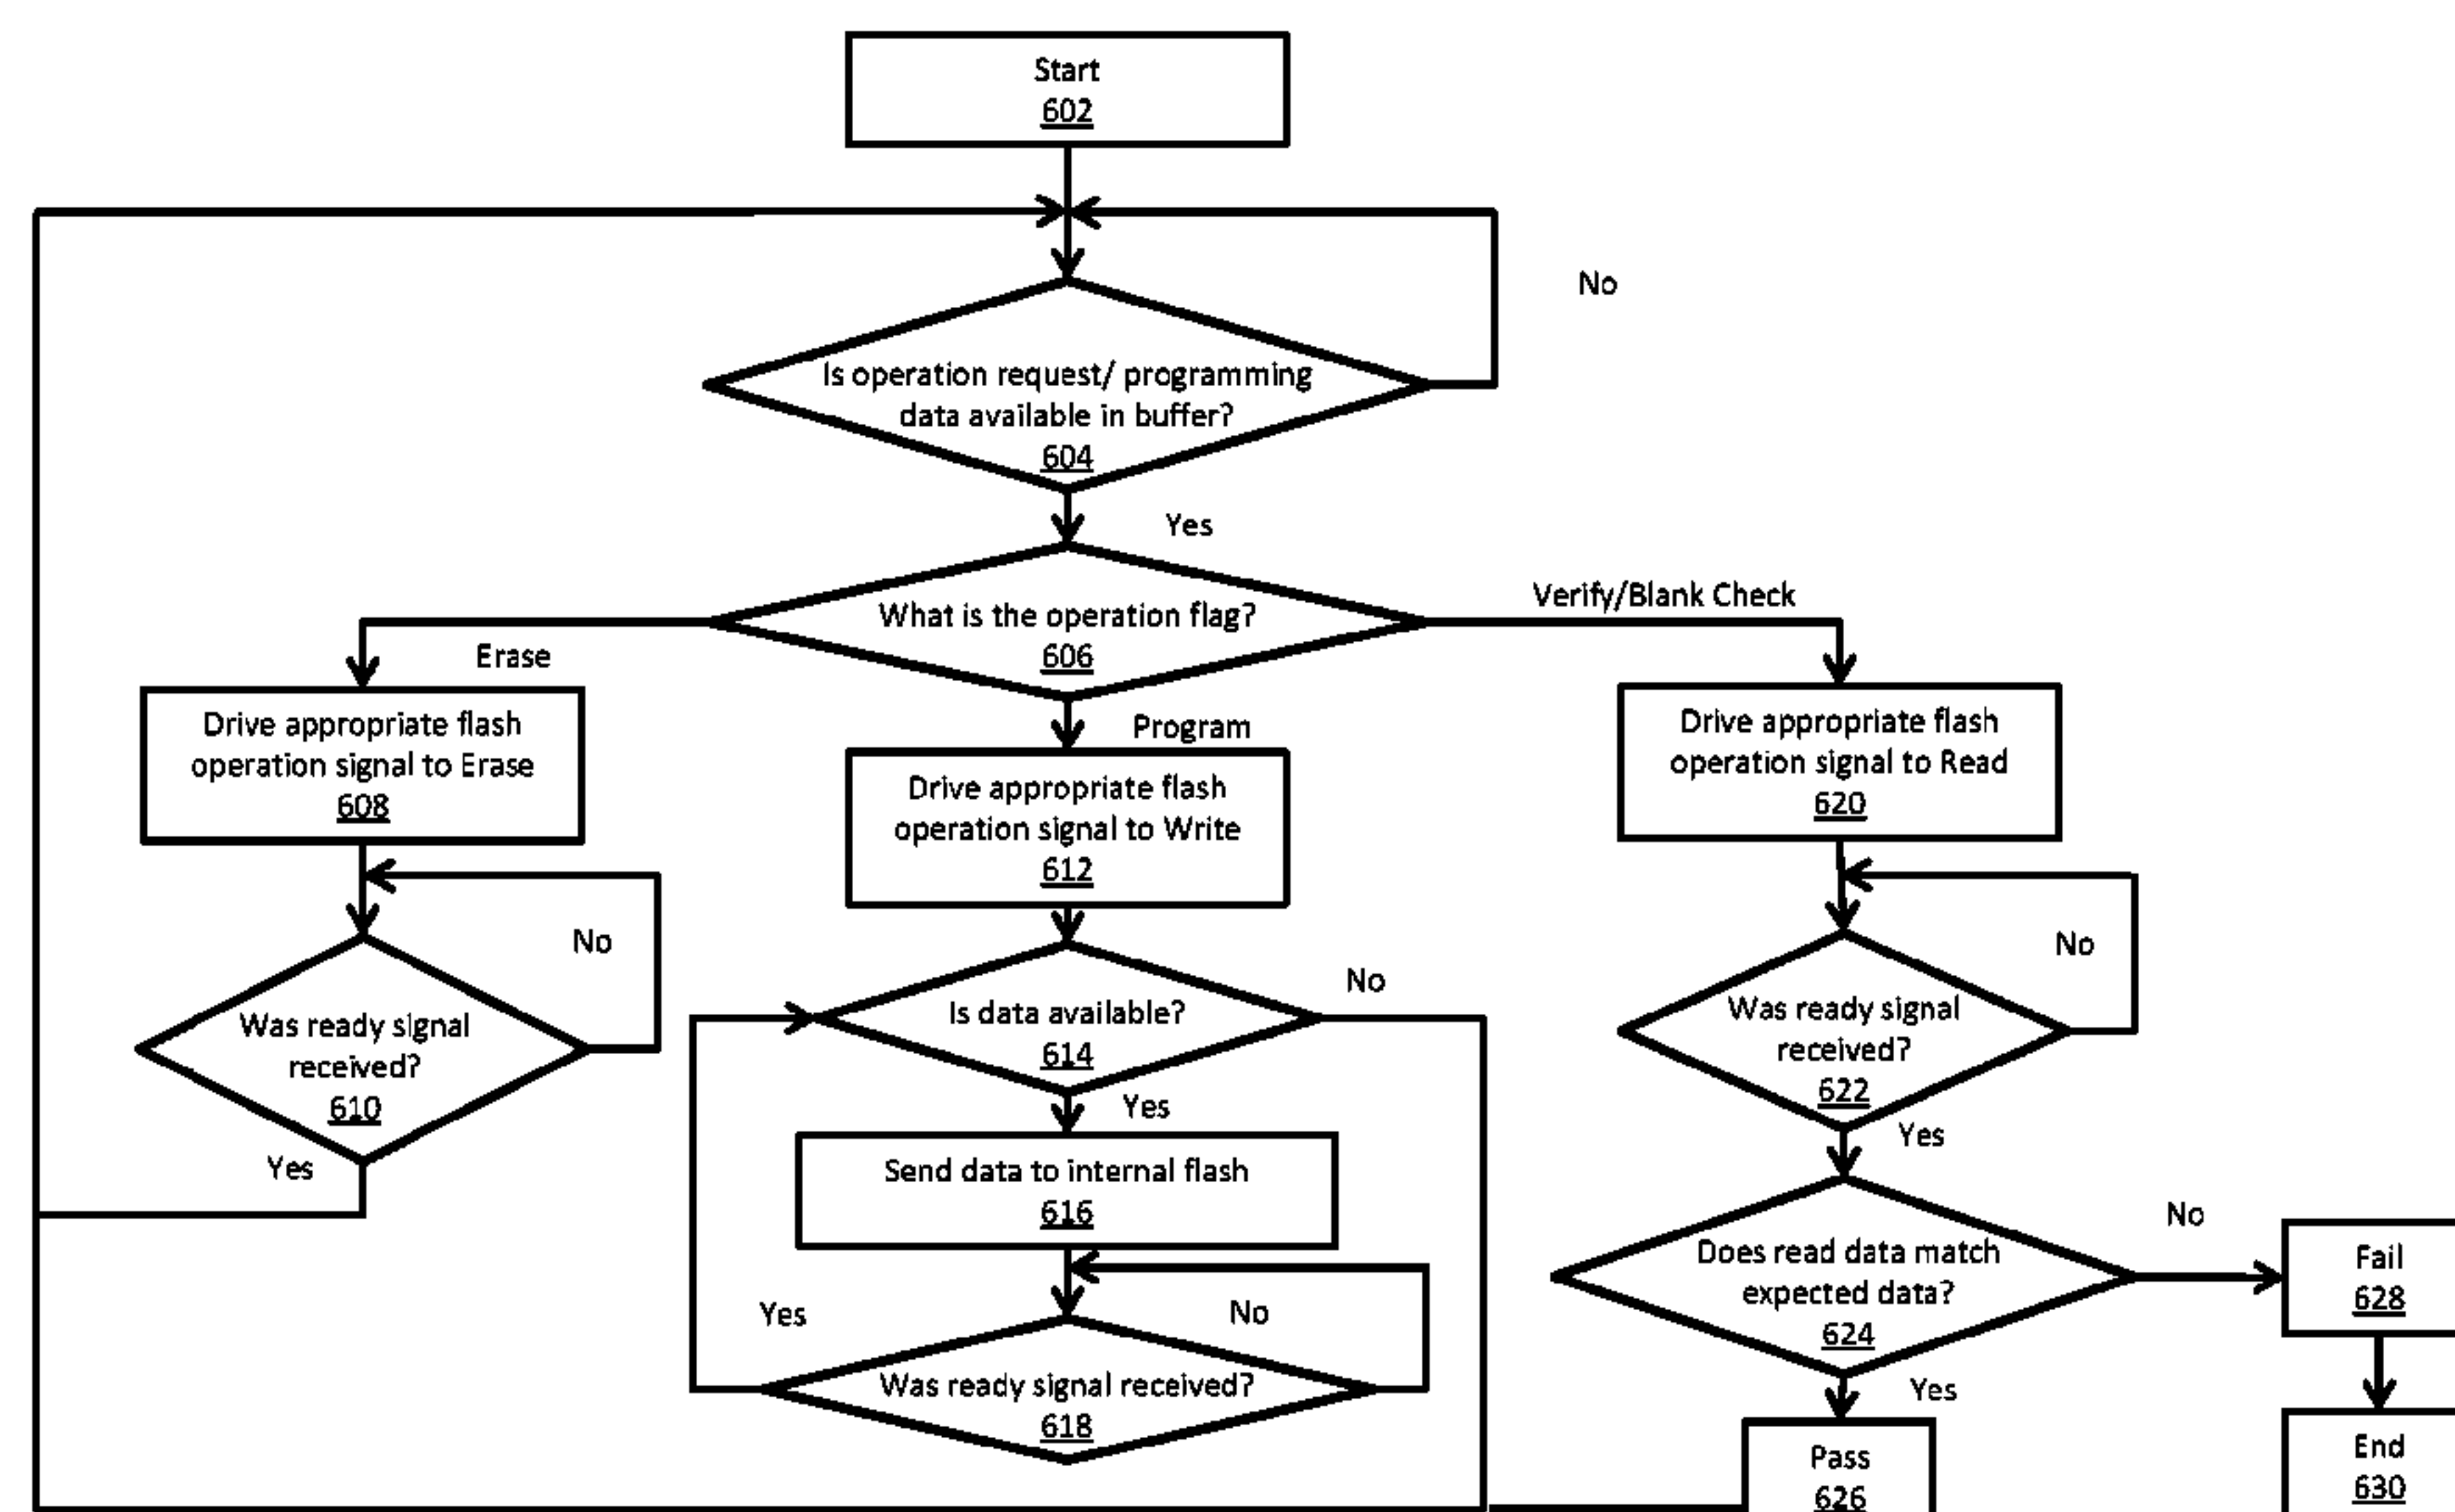 Start
602
No
Is operation request/ programming
data available in buffer?
604
Yes
What is the operation flag?
606
Verify/Blank Check
Erase
Program
Drive appropriate flash
operation signal to Erase
608
Drive appropriate flash
operation signal to Write
612
Drive appropriate flash
operation signal to Read
620
No
Was ready signal
received?
610
Yes
No
Is data available?
614
Yes
Send data to internal flash
616
Yes
No
Was ready signal received?
618
No
Was ready signal
received?
622
Yes
No
Does read data match
expected data?
624
Yes
Fail
628
Pass
626
End
630